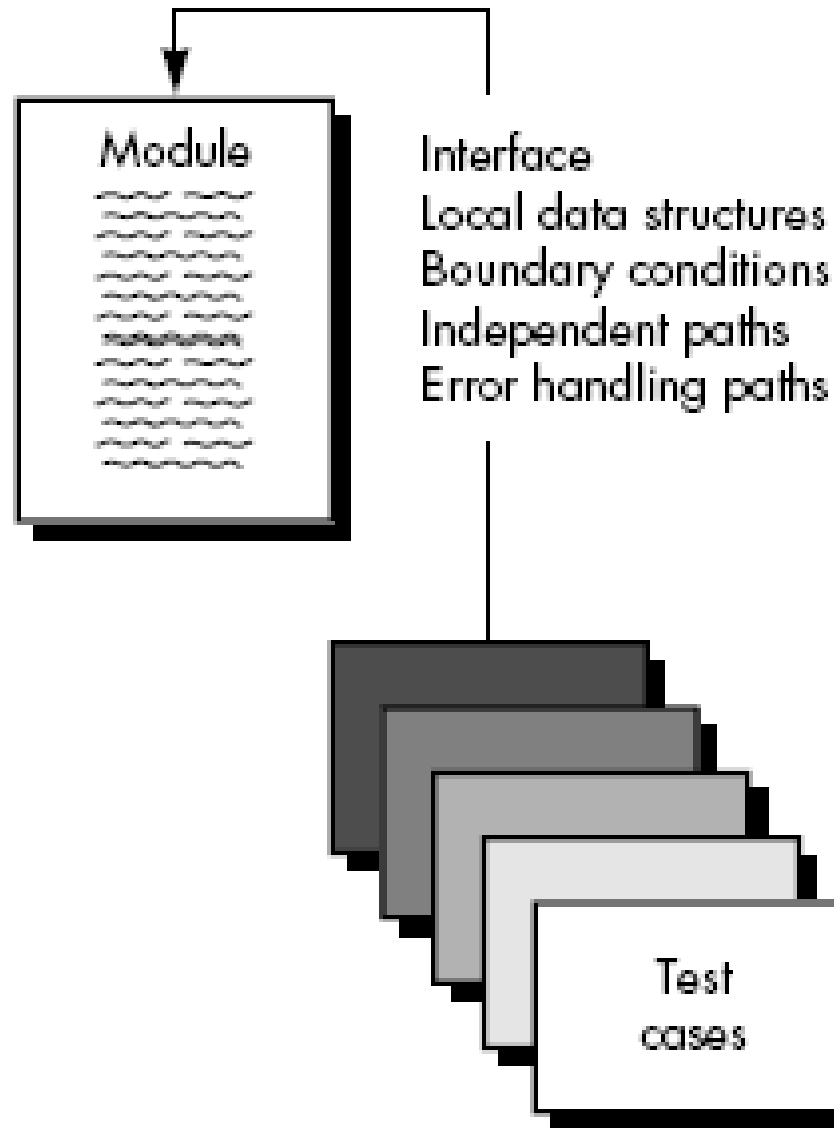 Module
Interface
Local data structures
Boundary conditions
Independent paths
Error handling paths
Test
cases